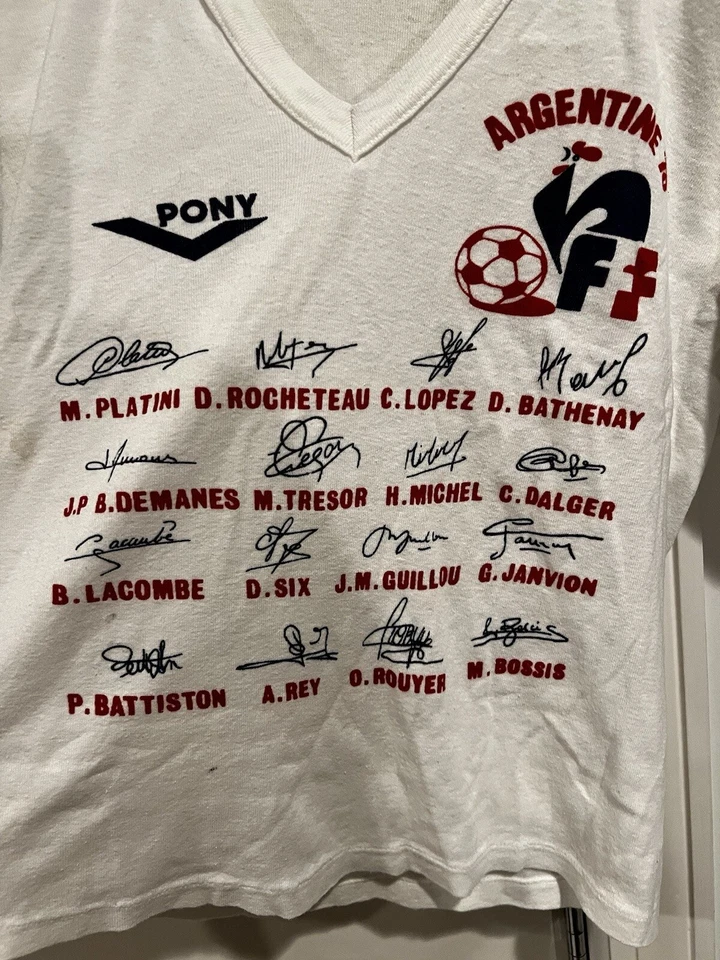 ARGENTINE 78
PONY
FFF
M. PLATINI D. ROCHETEAU C. LOPEZ D. BATHENAY
J.P B. DEMANES M. TRESOR H. MICHEL C. DALGER
B. LACOMBE D. SIX J.M. GUILLOU G. JANVION
P. BATTISTON A. REY O. ROUYER M. BOSSIS